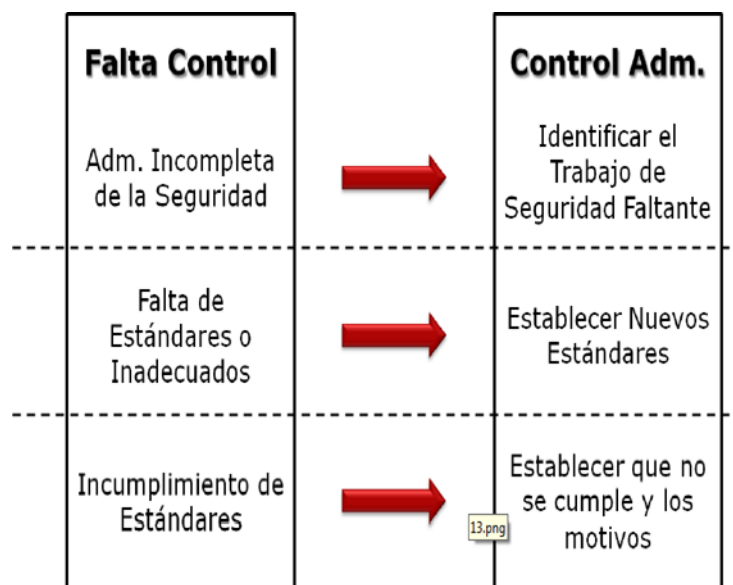 Falta Control
Control Adm.
Adm. Incompleta
de la Seguridad
Identificar el
Trabajo de
Seguridad Faltante
Falta de
Estándares o
Inadecuados
Establecer Nuevos
Estándares
Incumplimiento de
Estándares
Establecer que no
se cumple y los
motivos
13.png